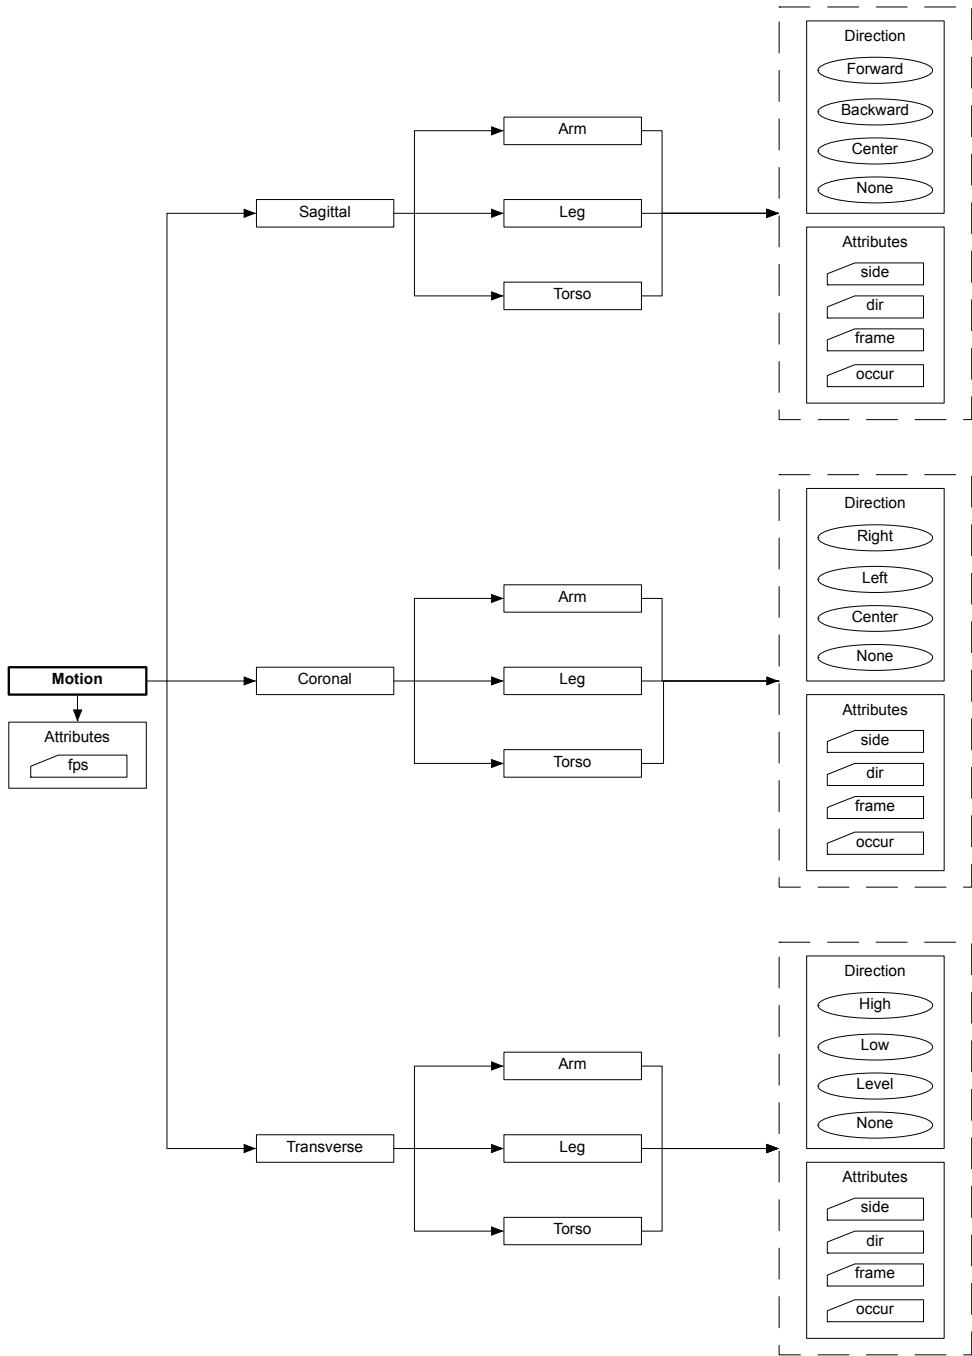 Motion
Attributes
fps
Sagittal
Arm
Leg
Torso
Direction
Forward
Backward
Center
None
Attributes
side
dir
frame
occur
Coronal
Arm
Leg
Torso
Direction
Right
Left
Center
None
Attributes
side
dir
frame
occur
Transverse
Arm
Leg
Torso
Direction
High
Low
Level
None
Attributes
side
dir
frame
occur